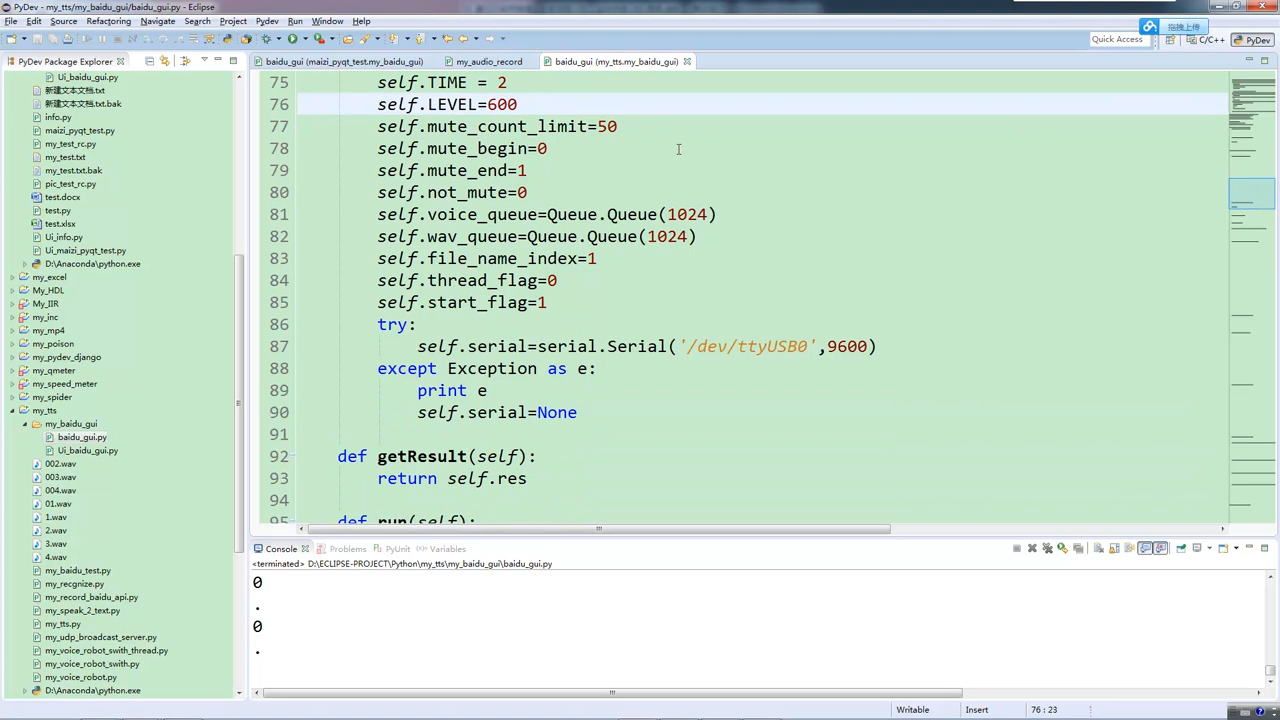 PyDev - my_tts/my_baidu_gui/baidu_gui.py - Eclipse
File Edit Source Refactoring Navigate Search Project Pydev Run Window Help
拖拽上传
Quick Access
C/C++
PyDev
PyDev Package Explorer
baidu_gui (maizi_pyqt_test.my_baidu_gui)
my_audio_record
baidu_gui (my_tts.my_baidu_gui)
Ui_baidu_gui.py
新建文本文档.txt
新建文本文档.txt.bak
info.py
maizi_pyqt_test.py
my_test_rc.py
my_test.txt
my_test.txt.bak
pic_test_rc.py
test.docx
test.py
test.xlsx
Ui_info.py
Ui_maizi_pyqt_test.py
D:\Anaconda\python.exe
my_excel
My_HDL
My_IIR
my_inc
my_mp4
my_poison
my_pydev_django
my_qmeter
my_speed_meter
my_spider
my_tts
my_baidu_gui
baidu_gui.py
Ui_baidu_gui.py
002.wav
003.wav
004.wav
01.wav
1.wav
2.wav
3.wav
4.wav
my_baidu_test.py
my_recgnize.py
my_record_baidu_api.py
my_speak_2_text.py
my_tts.py
my_udp_broadcast_server.py
my_voice_robot_swith_thread.py
my_voice_robot_swith.py
my_voice_robot.py
D:\Anaconda\python.exe
75 self.TIME = 2
76 self.LEVEL=600
77 self.mute_count_limit=50
78 self.mute_begin=0
79 self.mute_end=1
80 self.not_mute=0
81 self.voice_queue=Queue.Queue(1024)
82 self.wav_queue=Queue.Queue(1024)
83 self.file_name_index=1
84 self.thread_flag=0
85 self.start_flag=1
86 try:
87 self.serial=serial.Serial('/dev/ttyUSB0',9600)
88 except Exception as e:
89 print e
90 self.serial=None
91
92 def getResult(self):
93 return self.res
94
95 def run(self):
Console Problems PyUnit Variables
<terminated> D:\ECLIPSE-PROJECT\Python\my_tts\my_baidu_gui\baidu_gui.py
0
.
0
.
Writable
Insert
76 : 23